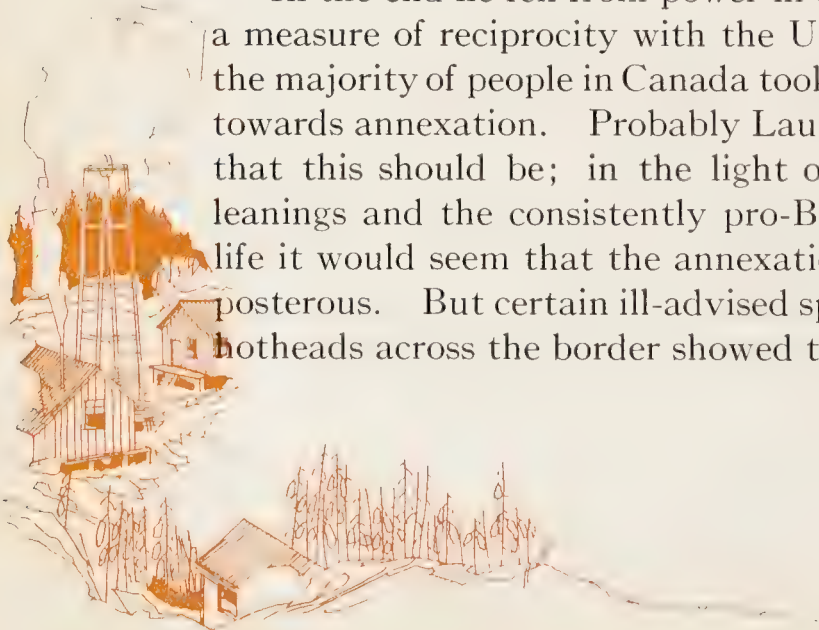 a measure of reciprocity with the U
the majority of people in Canada took
towards annexation. Probably Lau
that this should be; in the light o
leanings and the consistently pro-B
life it would seem that the annexati
posterous. But certain ill-advised sp
hotheads across the border showed t